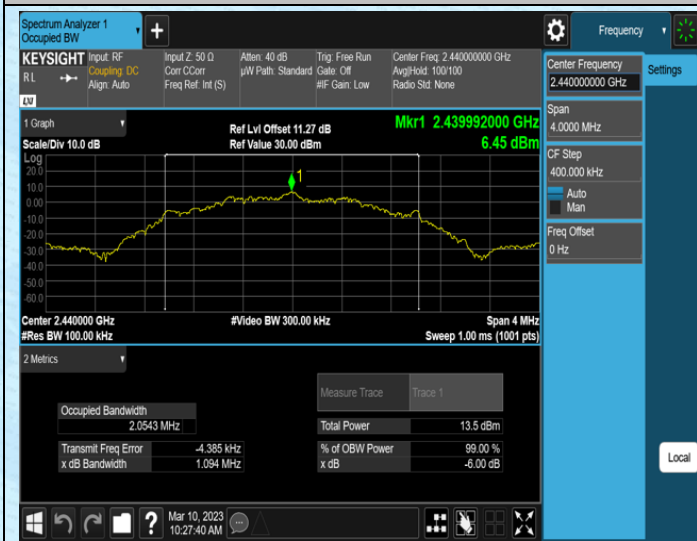 Spectrum Analyzer 1
Occupied BW
+
Frequency
KEYSIGHT
RL
LXI
Input: RF
Coupling: DC
Align: Auto
Input Z: 50 Ω
Corr CCorr
Freq Ref: Int (S)
Atten: 40 dB
µW Path: Standard
Trig: Free Run
Gate: Off
#IF Gain: Low
Center Freq: 2.440000000 GHz
Avg|Hold: 100/100
Radio Std: None
Center Frequency
2.440000000 GHz
Settings
Span
4.0000 MHz
CF Step
400.000 kHz
Auto
Man
Freq Offset
0 Hz
1 Graph
Scale/Div 10.0 dB
Ref Lvl Offset 11.27 dB
Ref Value 30.00 dBm
Mkr1 2.439992000 GHz
6.45 dBm
Log
20.0
10.0
0.00
-10.0
-20.0
-30.0
-40.0
-50.0
-60.0
1
Center 2.440000 GHz
#Res BW 100.00 kHz
#Video BW 300.00 kHz
Span 4 MHz
Sweep 1.00 ms (1001 pts)
2 Metrics
Measure Trace Trace 1
Occupied Bandwidth
2.0543 MHz
Total Power 13.5 dBm
Transmit Freq Error -4.385 kHz
% of OBW Power 99.00 %
x dB Bandwidth 1.094 MHz
x dB -6.00 dB
Local
?
Mar 10, 2023
10:27:40 AM